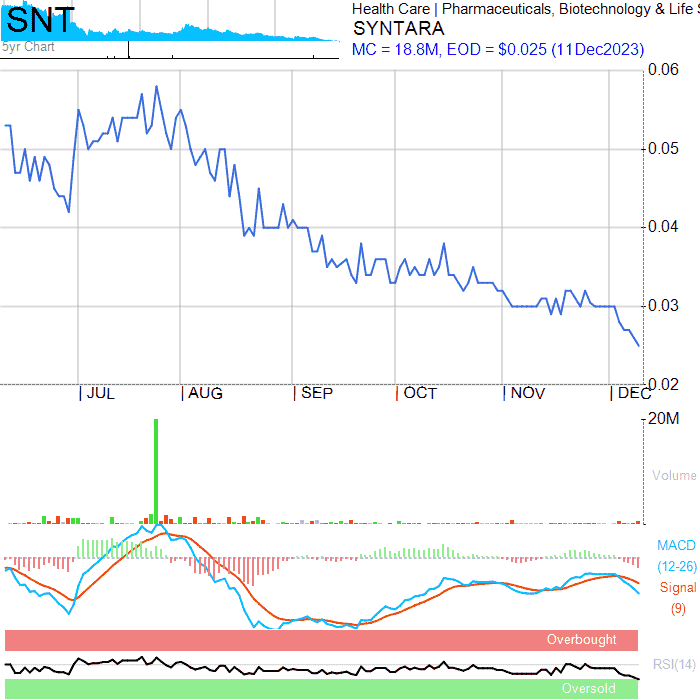 SNT
5yr Chart
Health Care | Pharmaceuticals, Biotechnology & Life S
SYNTARA
MC = 18.8M, EOD = $0.025 (11Dec2023)
0.06
0.05
0.04
0.03
0.02
JUL
AUG
SEP
OCT
NOV
DEC
20M
Volume
MACD
(12-26)
Signal
(9)
Overbought
RSI(14)
Oversold